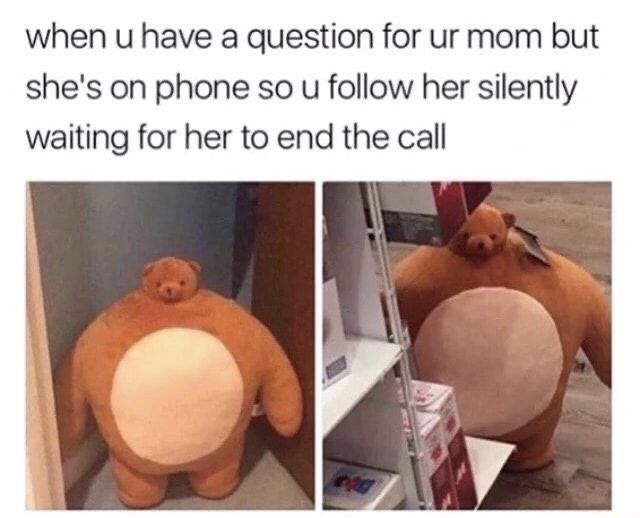 when u have a question for ur mom but
she's on phone so u follow her silently
waiting for her to end the call